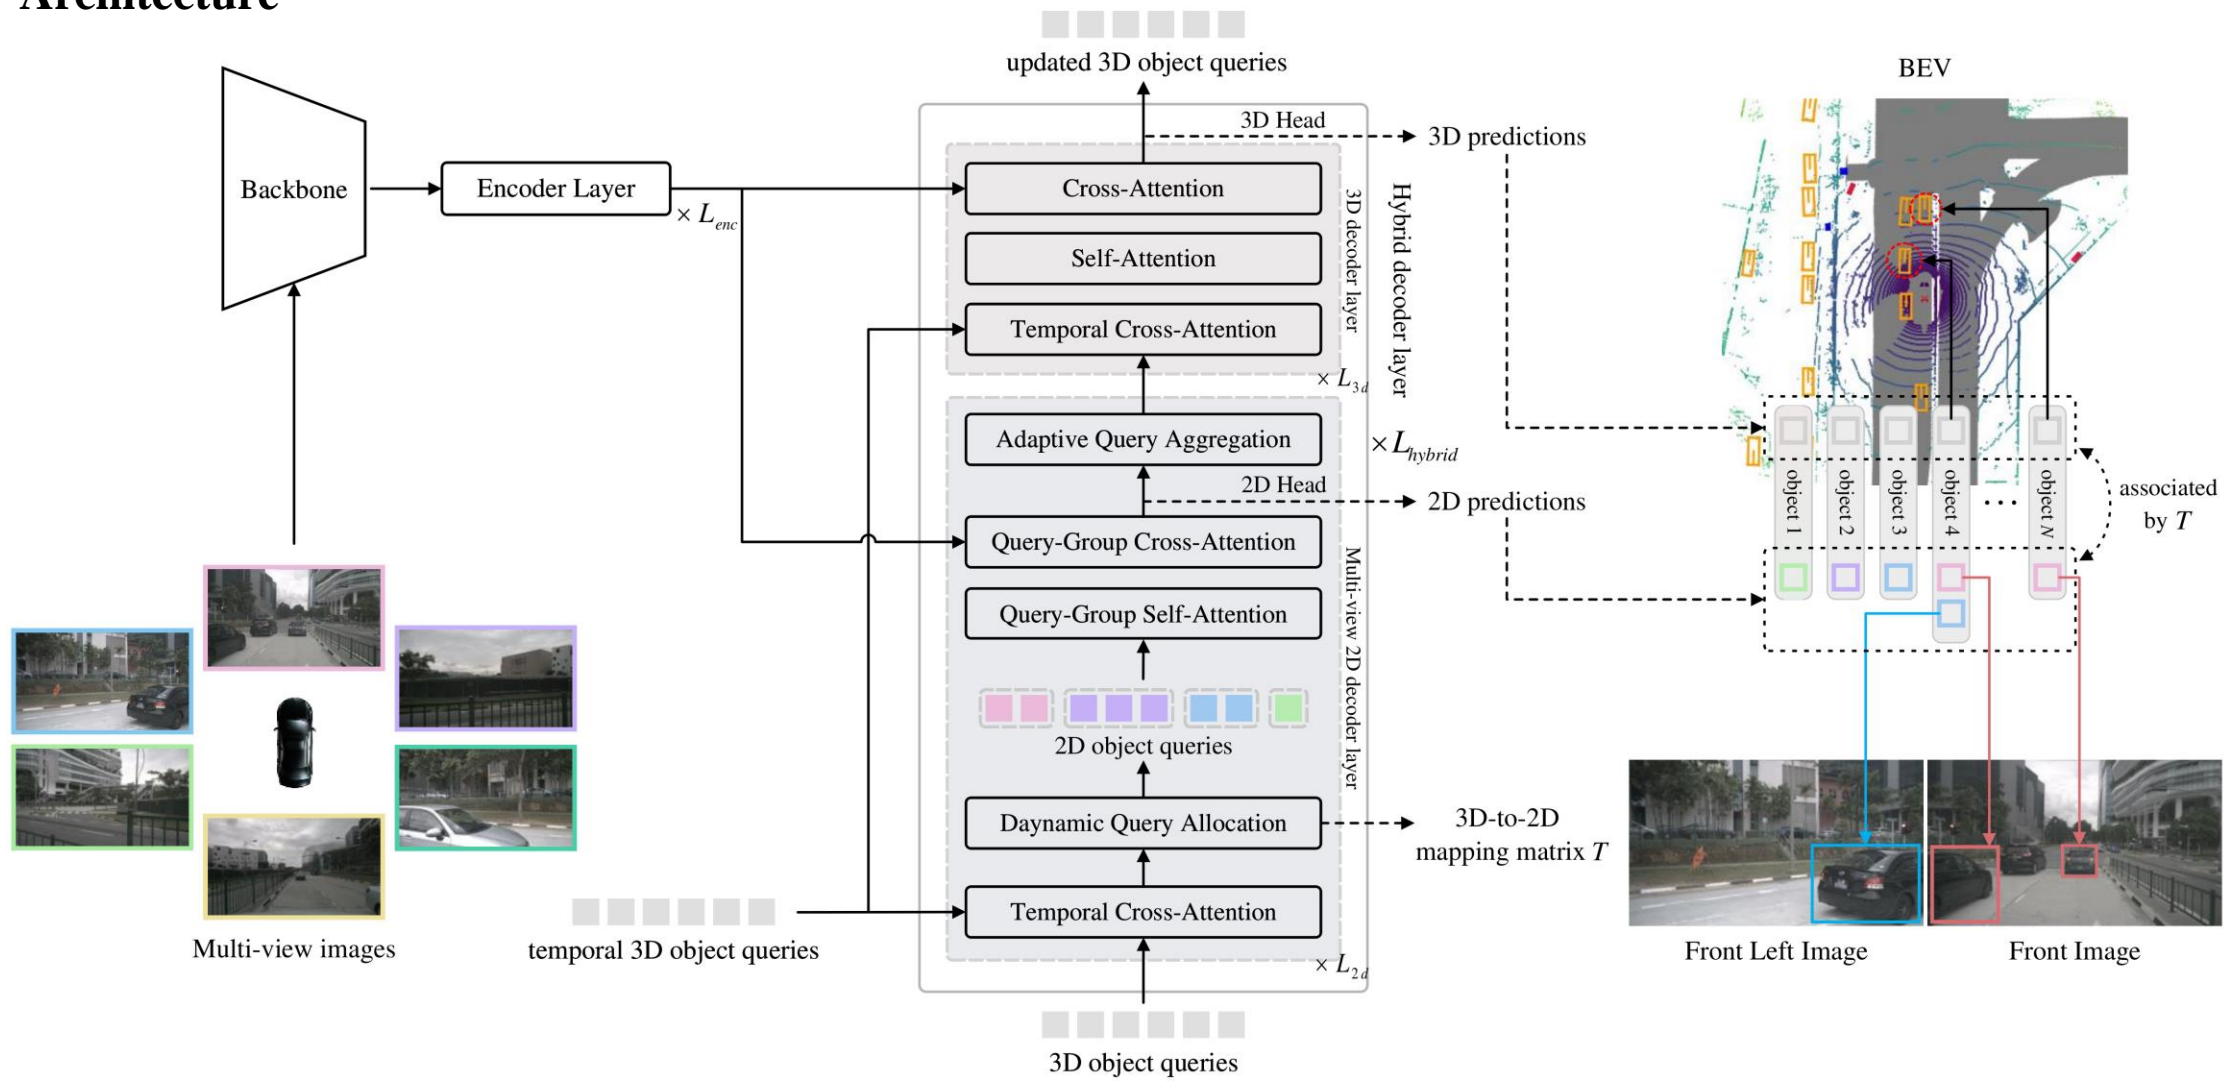 Architecture
updated 3D object queries
BEV
3D Head
3D predictions
Backbone
Encoder Layer
× L_enc
Cross-Attention
Self-Attention
Temporal Cross-Attention
3D decoder layer
Hybrid decoder layer
× L_3d
Adaptive Query Aggregation
× L_hybrid
2D Head
2D predictions
Query-Group Cross-Attention
Query-Group Self-Attention
Multi-view 2D decoder layer
2D object queries
Daynamic Query Allocation
3D-to-2D
mapping matrix T
Temporal Cross-Attention
× L_2d
3D object queries
temporal 3D object queries
Multi-view images
object 1
object 2
object 3
object 4
...
object N
associated
by T
Front Left Image
Front Image